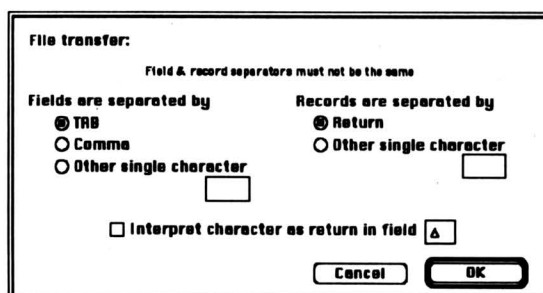 File transfer:
Field & record separators must not be the same
Fields are separated by
TAB
Comma
Other single character
Records are separated by
Return
Other single character
Interpret character as return in field Δ
Cancel OK